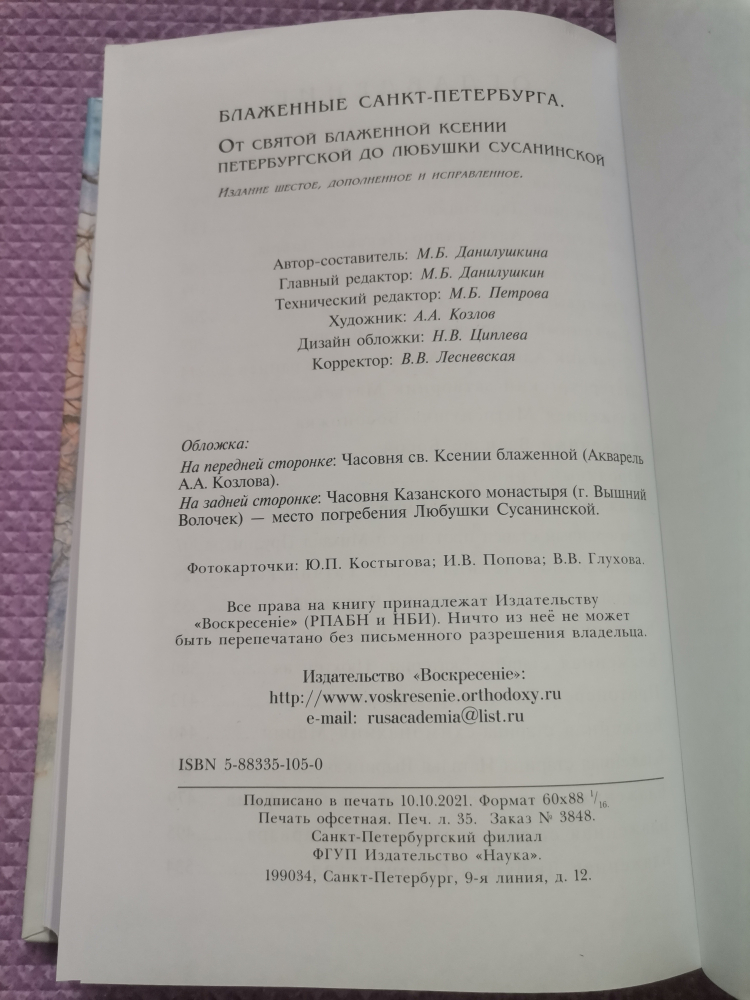 БЛАЖЕННЫЕ САНКТ-ПЕТЕРБУРГА.
ОТ СВЯТОЙ БЛАЖЕННОЙ КСЕНИИ
ПЕТЕРБУРГСКОЙ ДО ЛЮБУШКИ СУСАНИНСКОЙ
ИЗДАНИЕ ШЕСТОЕ, ДОПОЛНЕННОЕ И ИСПРАВЛЕННОЕ.
Автор-составитель: М.Б. Данилушкина
Главный редактор: М.Б. Данилушкин
Технический редактор: М.Б. Петрова
Художник: А.А. Козлов
Дизайн обложки: Н.В. Циплева
Корректор: В.В. Лесневская
Обложка:
На передней сторонке: Часовня св. Ксении блаженной (Акварель
А.А. Козлова).
На задней сторонке: Часовня Казанского монастыря (г. Вышний
Волочек) — место погребения Любушки Сусанинской.
Фотокарточки: Ю.П. Костыгова; И.В. Попова; В.В. Глухова.
Все права на книгу принадлежат Издательству
«Воскресенiе» (РПАБН и НБИ). Ничто из неё не может
быть перепечатано без письменного разрешения владельца.
Издательство «Воскресенiе»:
http://www.voskresenie.orthodoxy.ru
e-mail: rusacademia@list.ru
ISBN 5-88335-105-0
Подписано в печать 10.10.2021. Формат 60х88 1/16.
Печать офсетная. Печ. л. 35. Заказ № 3848.
Санкт-Петербургский филиал
ФГУП Издательство «Наука».
199034, Санкт-Петербург, 9-я линия, д. 12.